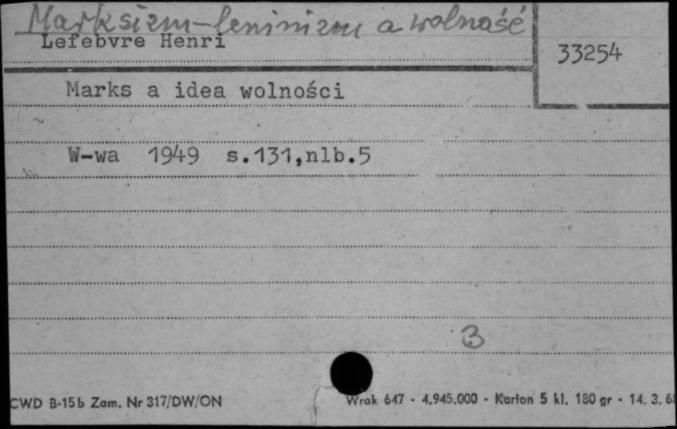 Marksizm-leninizm a wolność
Lefebvre Henri
33254
Marks a idea wolności
W-wa 1949 s.131,nlb.5
3
CWD B-15b Zam. Nr 317/DW/ON
Wrak 647 - 4.945.000 - Karton 5 kl. 180 gr - 14. 3. 6